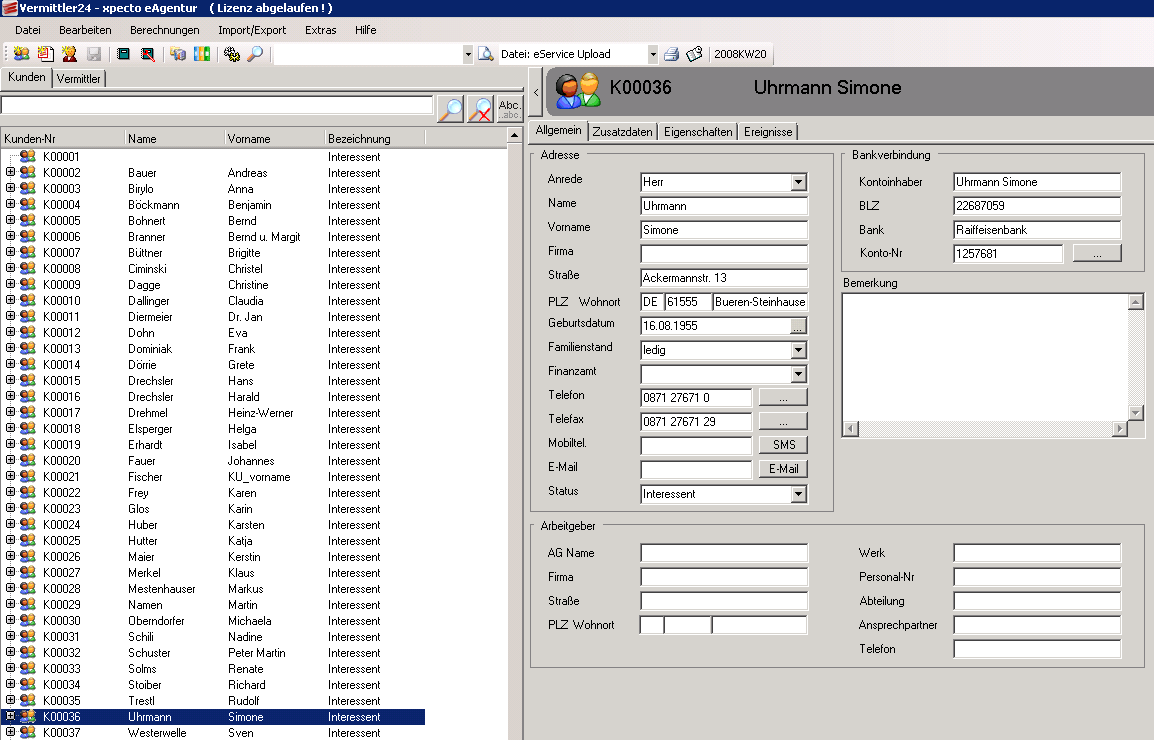 Vermittler24 - xpecto eAgentur ( Lizenz abgelaufen ! )
Datei Bearbeiten Berechnungen Import/Export Extras Hilfe
Datei: eService Upload 2008KW20
Kunden Vermittler
Abc.
.abc.
Kunden-Nr Name Vorname Bezeichnung
K00001 Interessent
K00002 Bauer Andreas Interessent
K00003 Birylo Anna Interessent
K00004 Böckmann Benjamin Interessent
K00005 Bohnert Bernd Interessent
K00006 Branner Bernd u. Margit Interessent
K00007 Büttner Brigitte Interessent
K00008 Ciminski Christel Interessent
K00009 Dagge Christine Interessent
K00010 Dallinger Claudia Interessent
K00011 Diermeier Dr. Jan Interessent
K00012 Dohn Eva Interessent
K00013 Dominiak Frank Interessent
K00014 Dörrie Grete Interessent
K00015 Drechsler Hans Interessent
K00016 Drechsler Harald Interessent
K00017 Drehmel Heinz-Werner Interessent
K00018 Elsperger Helga Interessent
K00019 Erhardt Isabel Interessent
K00020 Fauer Johannes Interessent
K00021 Fischer KU_vorname Interessent
K00022 Frey Karen Interessent
K00023 Glos Karin Interessent
K00024 Huber Karsten Interessent
K00025 Hutter Katja Interessent
K00026 Maier Kerstin Interessent
K00027 Merkel Klaus Interessent
K00028 Mestenhauser Markus Interessent
K00029 Namen Martin Interessent
K00030 Oberndorfer Michaela Interessent
K00031 Schili Nadine Interessent
K00032 Schuster Peter Martin Interessent
K00033 Solms Renate Interessent
K00034 Stoiber Richard Interessent
K00035 Trestl Rudolf Interessent
K00036 Uhrmann Simone Interessent
K00037 Westerwelle Sven Interessent
< K00036 Uhrmann Simone
Allgemein Zusatzdaten Eigenschaften Ereignisse
Adresse
Anrede Herr
Name Uhrmann
Vorname Simone
Firma
Straße Ackermannstr. 13
PLZ Wohnort DE 61555 Bueren-Steinhause
Geburtsdatum 16.08.1955 ...
Familienstand ledig
Finanzamt
Telefon 0871 27671 0 ...
Telefax 0871 27671 29 ...
Mobiltel. SMS
E-Mail E-Mail
Status Interessent
Bankverbindung
Kontoinhaber Uhrmann Simone
BLZ 22687059
Bank Raiffeisenbank
Konto-Nr 1257681 ...
Bemerkung
Arbeitgeber
AG Name
Firma
Straße
PLZ Wohnort
Werk
Personal-Nr
Abteilung
Ansprechpartner
Telefon